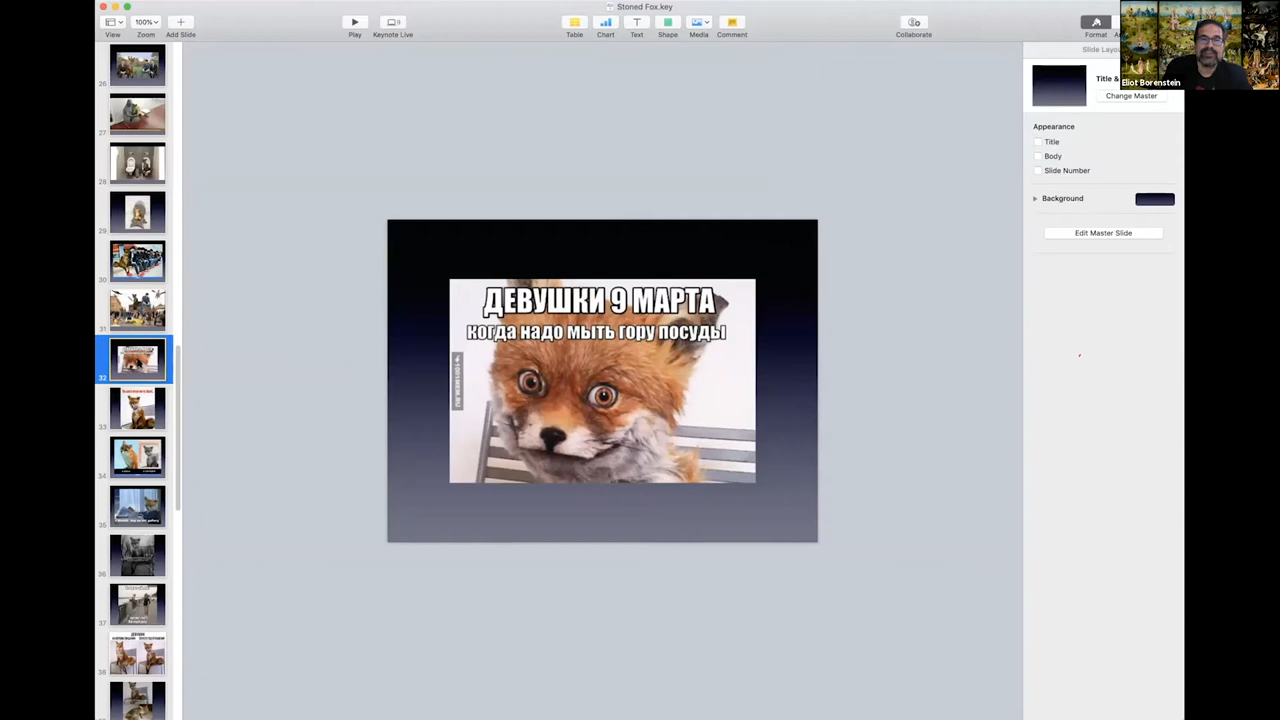 Stoned Fox.key
100%
View
Zoom
Add Slide
Play
Keynote Live
Table
Chart
Text
Shape
Media
Comment
Collaborate
Format
Eliot Borenstein
Title &
Change Master
Appearance
Title
Body
Slide Number
Background
Edit Master Slide
26
27
28
29
30
31
32
33
34
35
36
37
38
ДЕВУШКИ 9 МАРТА
когда надо мыть гору посуды